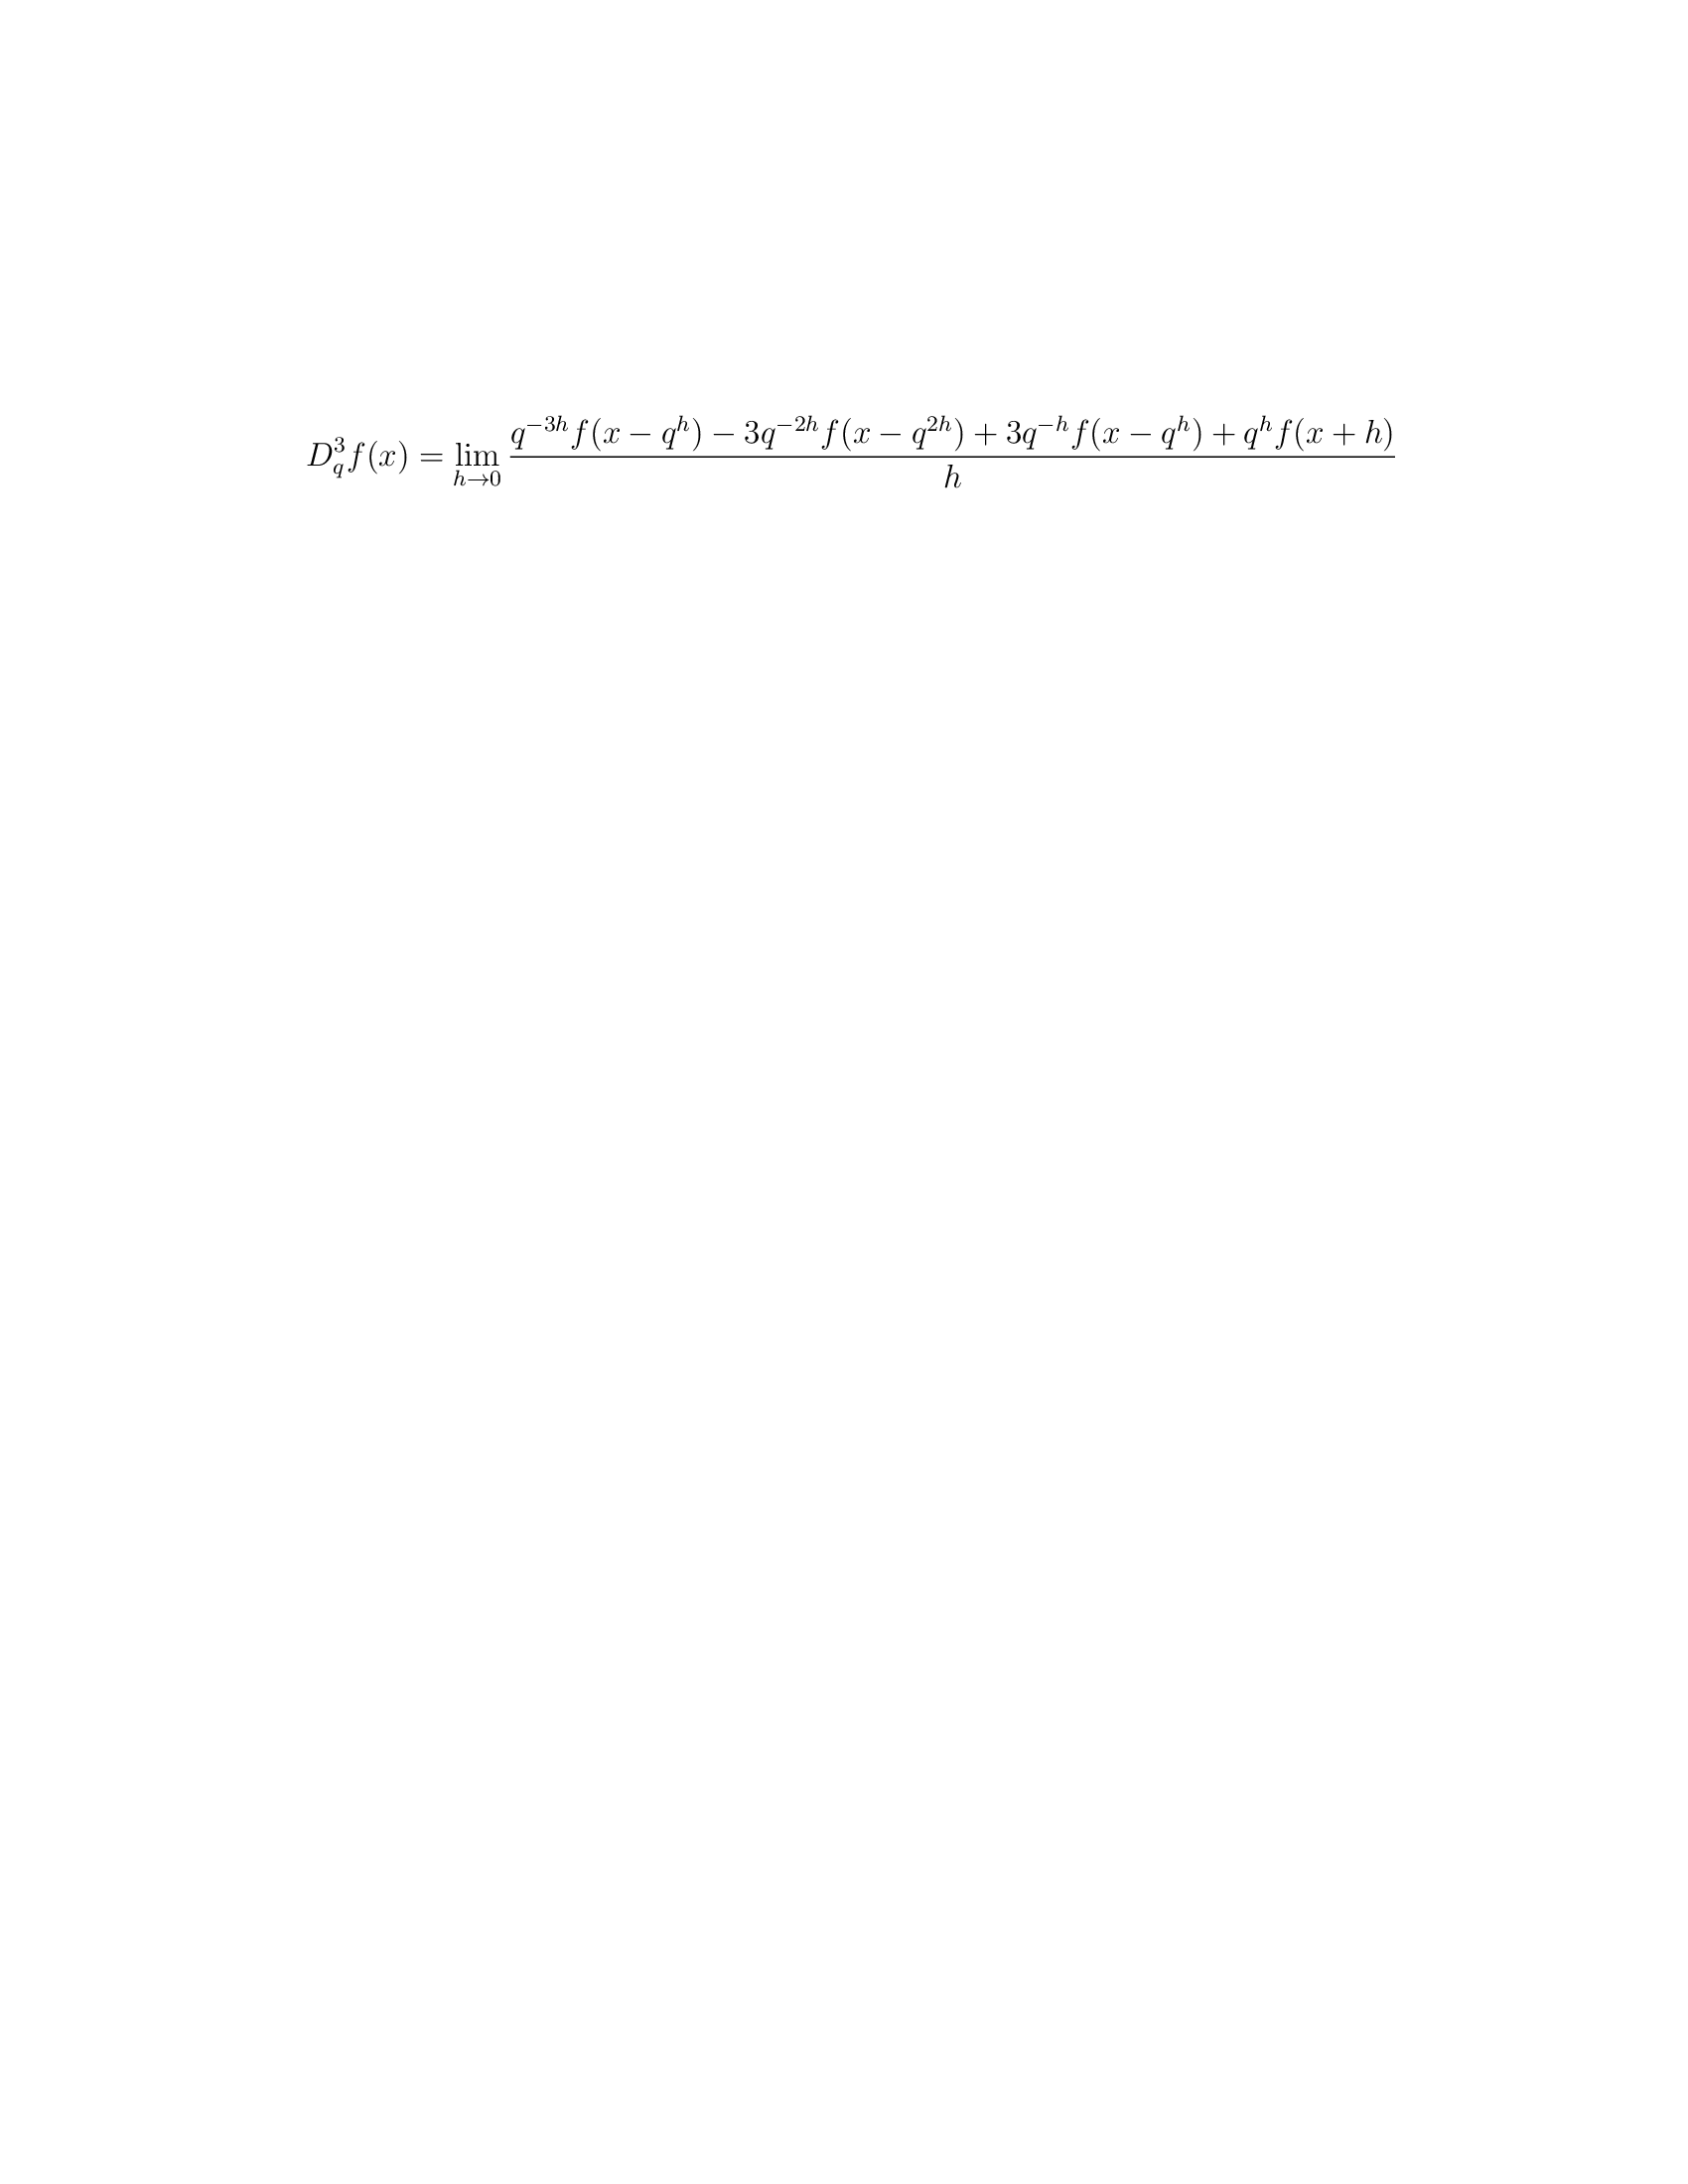 $D_q^3 f(x) = \lim_{h \to 0} \frac{q^{-3h} f(x - q^h) - 3q^{-2h} f(x - q^{2h}) + 3q^{-h} f(x - q^h) + q^h f(x + h)}{h}$